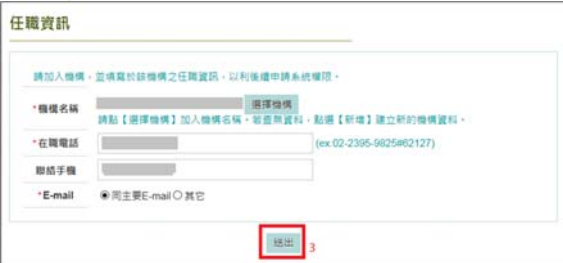 任職資訊
請加入機構，並填寫於該機構之任職資訊，以利後續申請系統權限。
*機構名稱 選擇機構
請點【選擇機構】加入機構名稱。若查無資料，點選【新增】建立新的機構資料。
*在職電話 (ex:02-2395-9825#62127)
聯絡手機
*E-mail 同主要E-mail 其它
送出 3